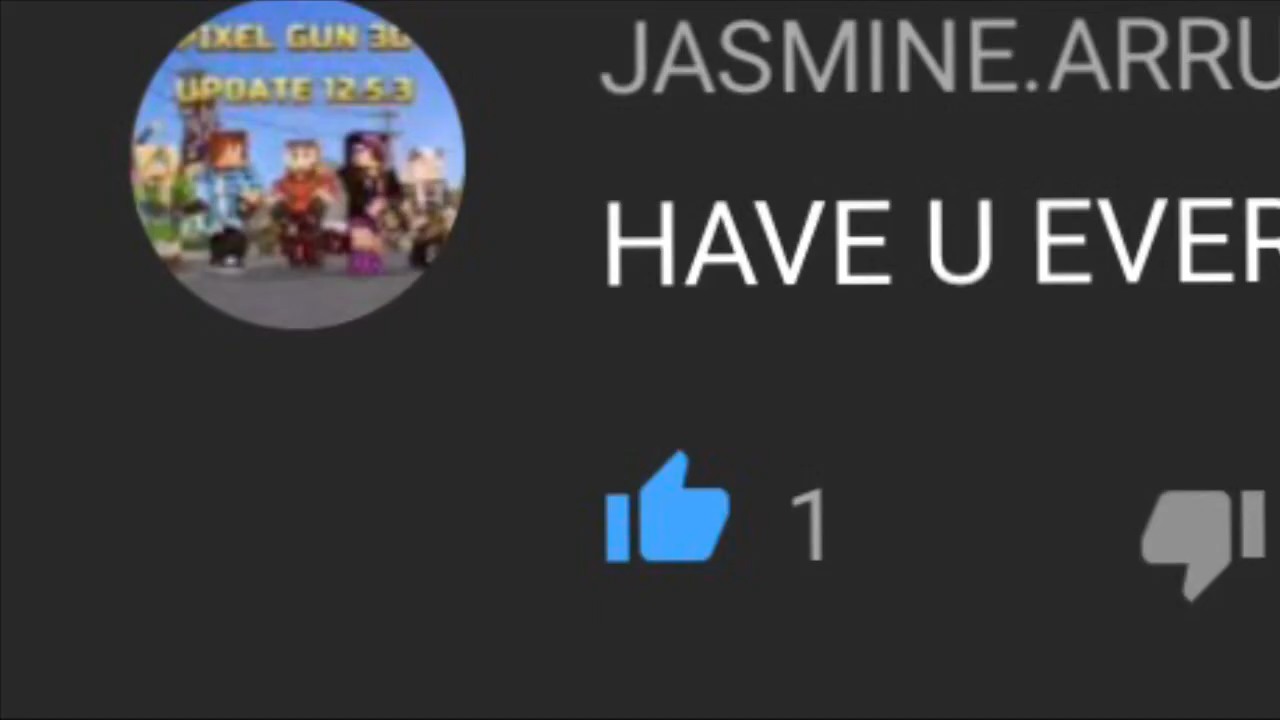 PIXEL GUN 3D
UPDATE 12.5.3
JASMINE.ARRU
HAVE U EVER
1